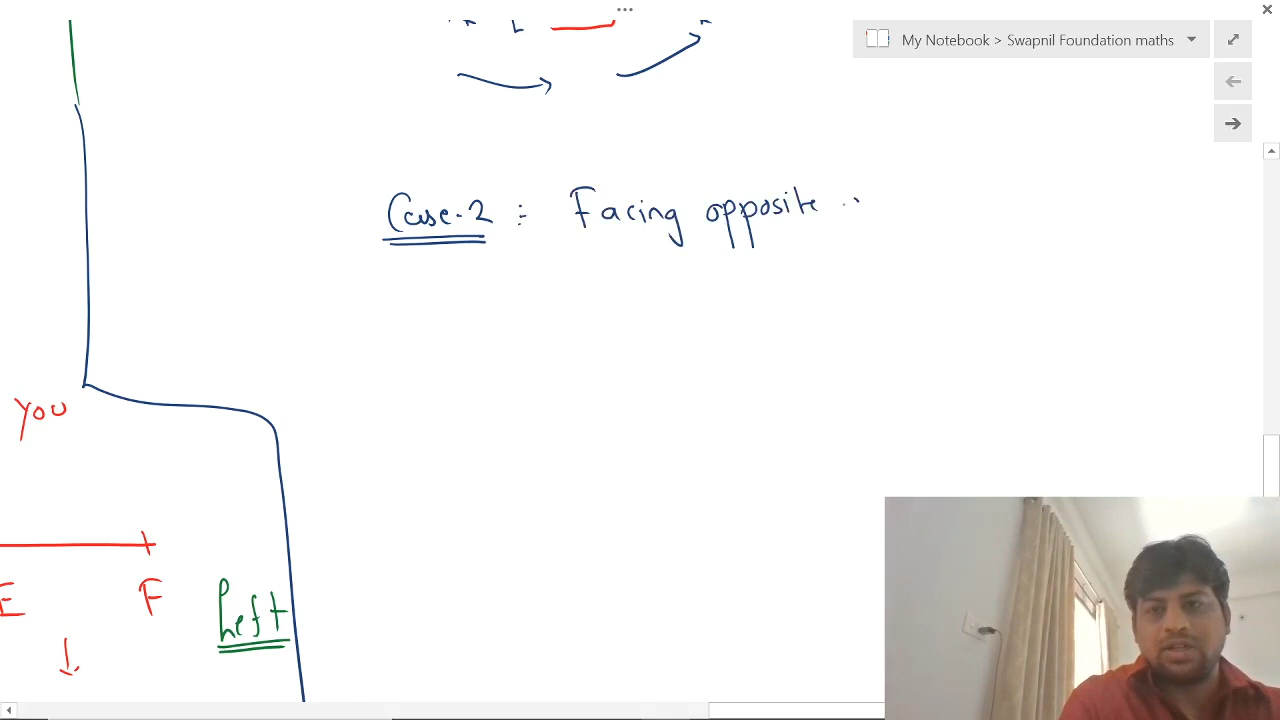 My Notebook > Swapnil Foundation maths
Case-2 : Facing opposite
You
E F Left